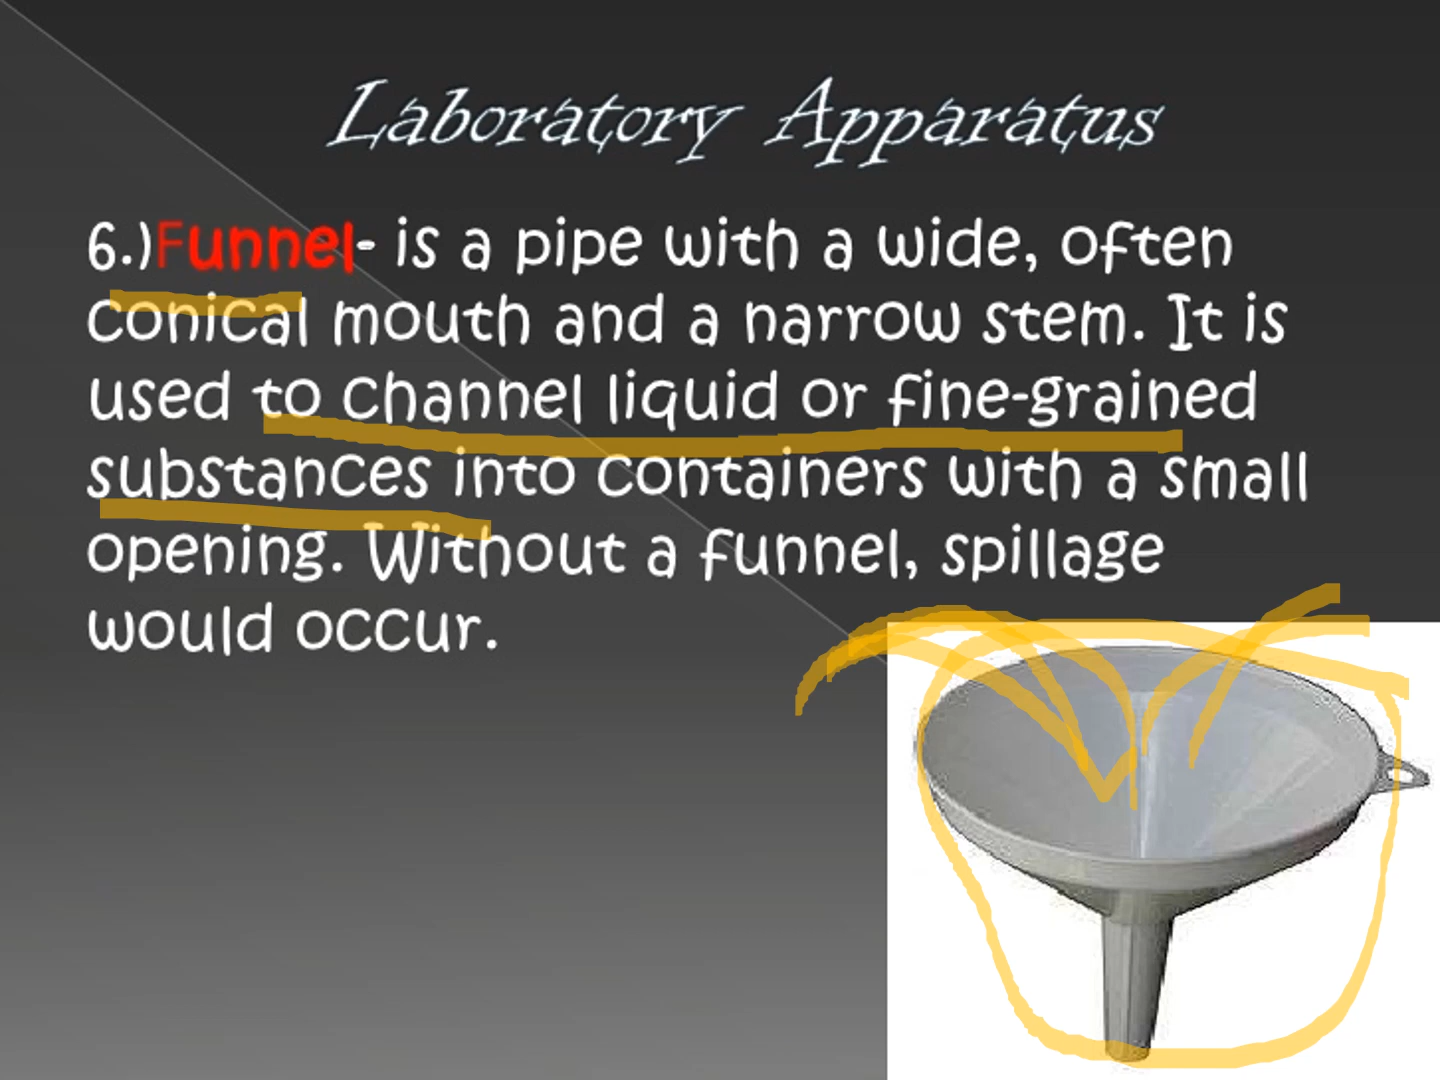 Laboratory Apparatus
6.)Funnel- is a pipe with a wide, often
conical mouth and a narrow stem. It is
used to channel liquid or fine-grained
substances into containers with a small
opening. Without a funnel, spillage
would occur.